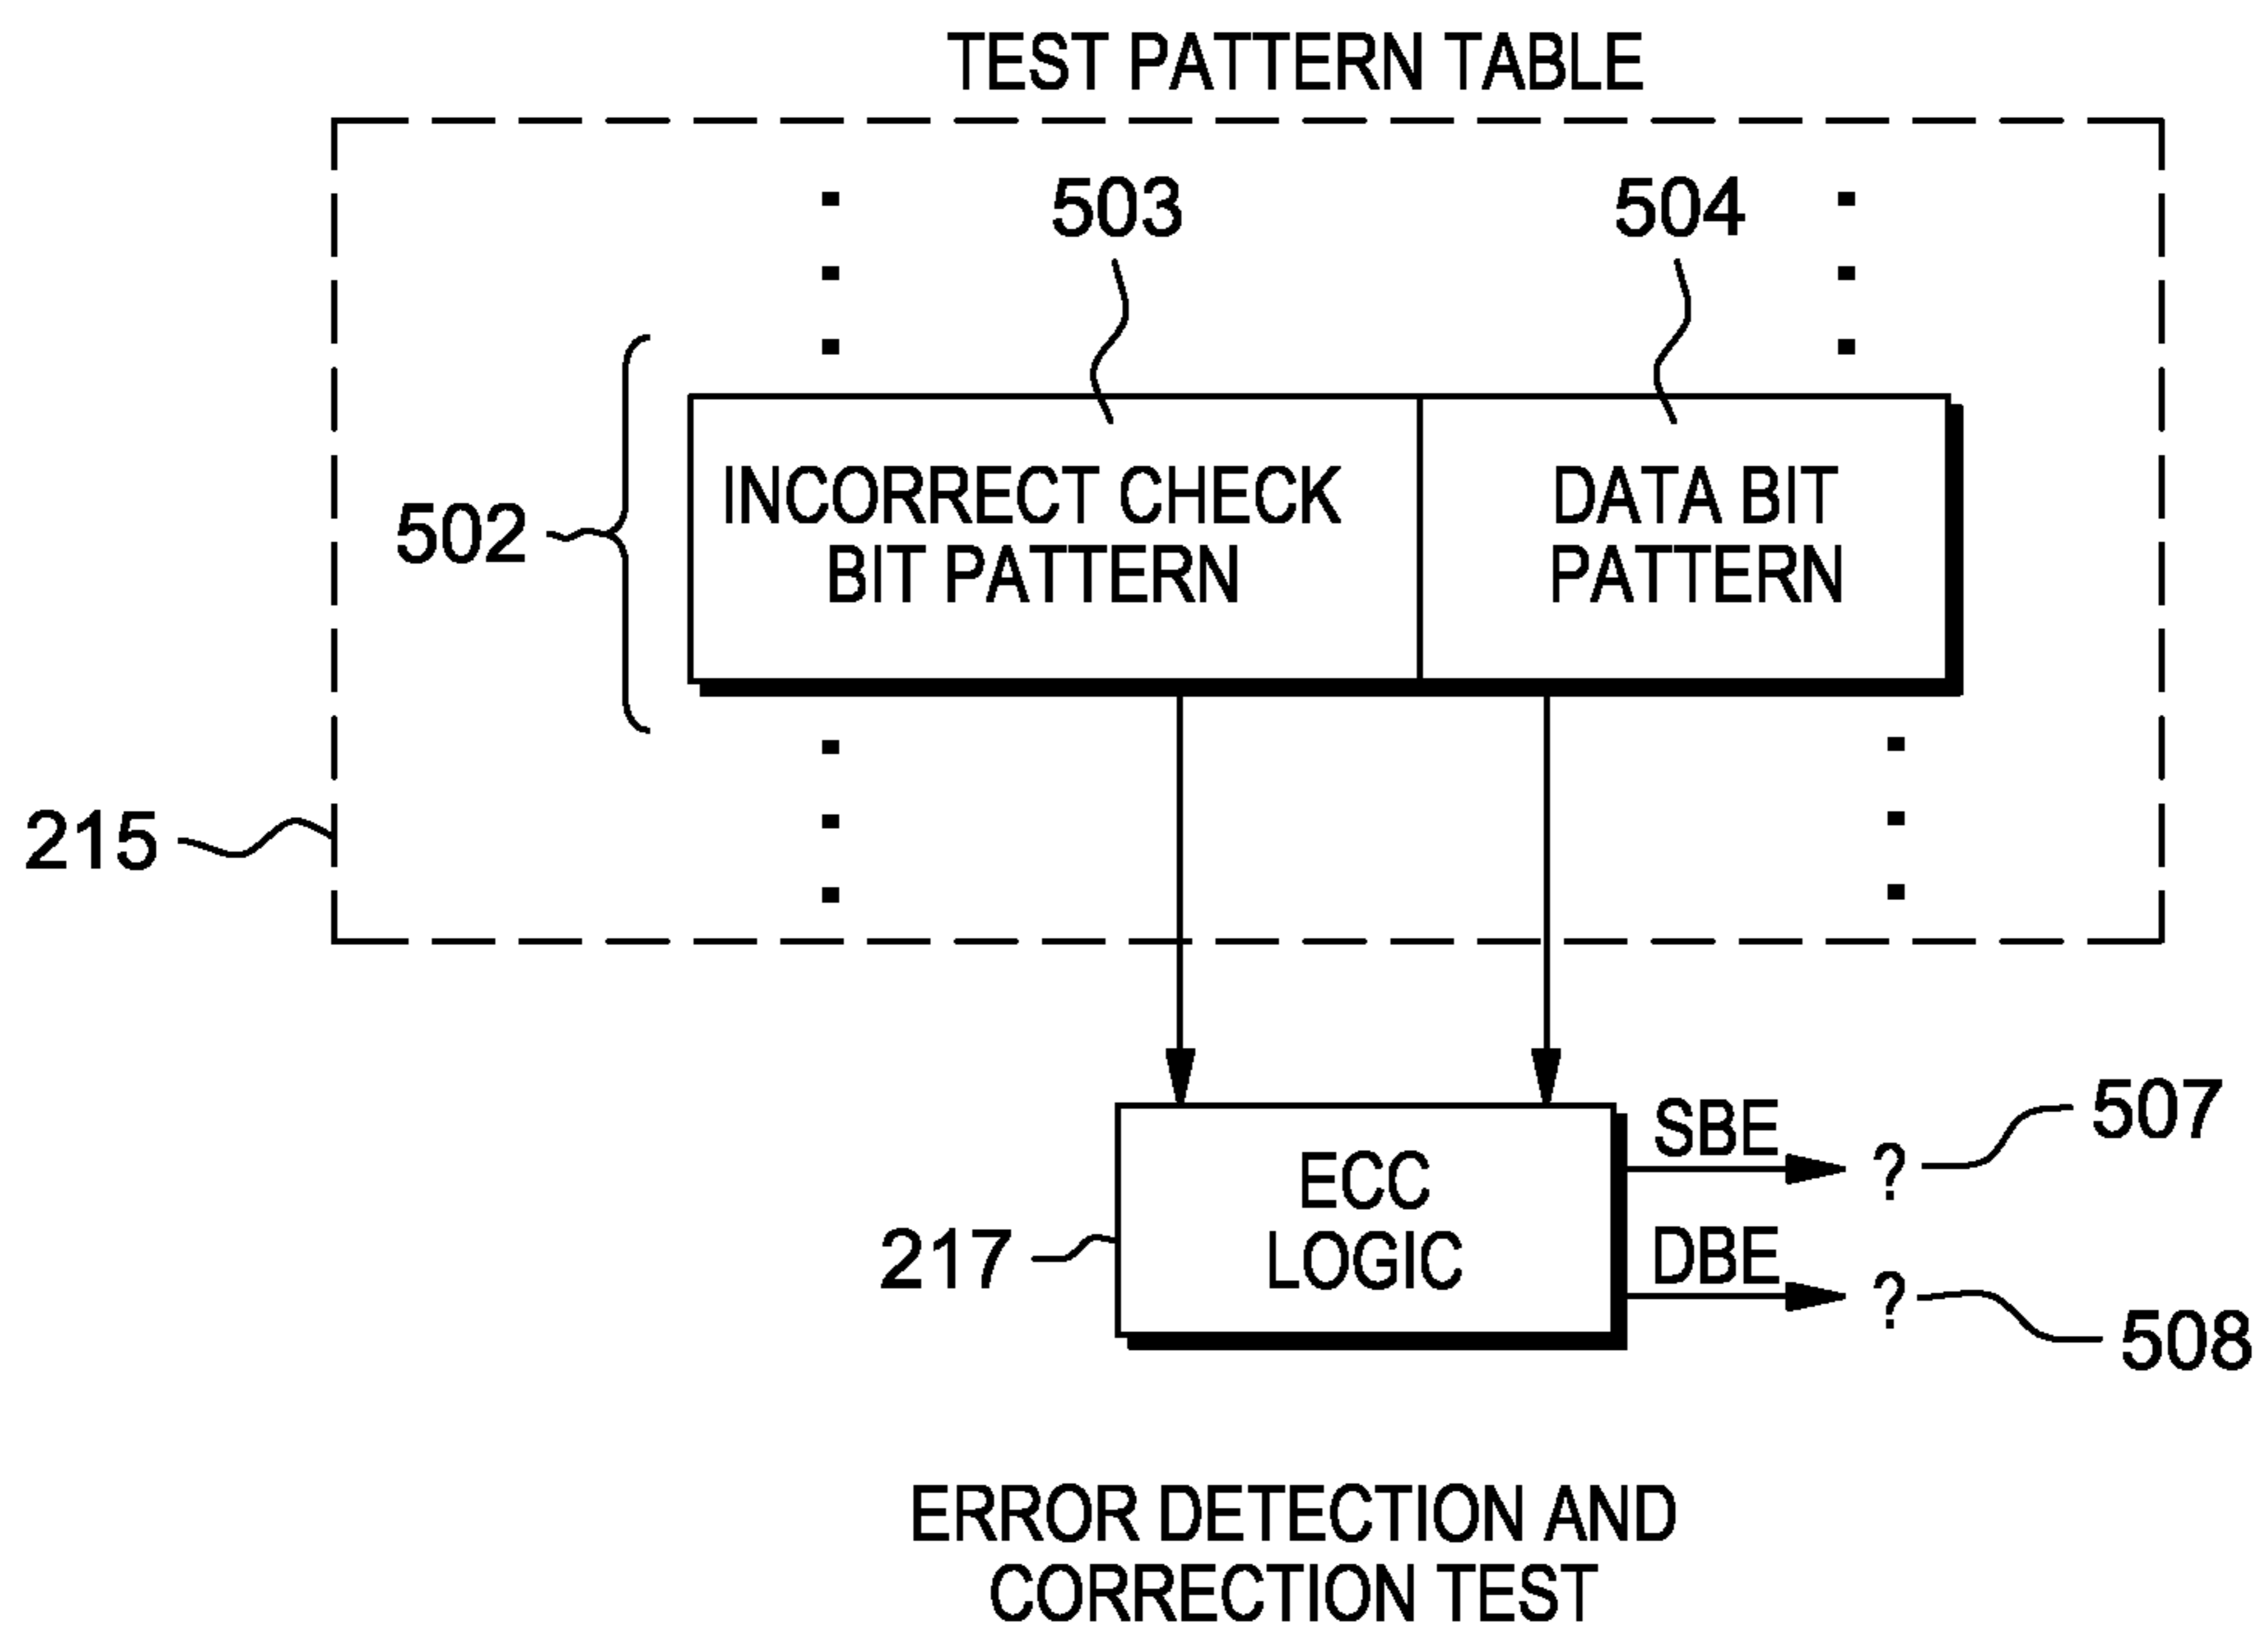 TEST PATTERN TABLE
503
504
INCORRECT CHECK
BIT PATTERN
DATA BIT
PATTERN
502
215
ECC
LOGIC
217
SBE
?
507
DBE
?
508
ERROR DETECTION AND
CORRECTION TEST